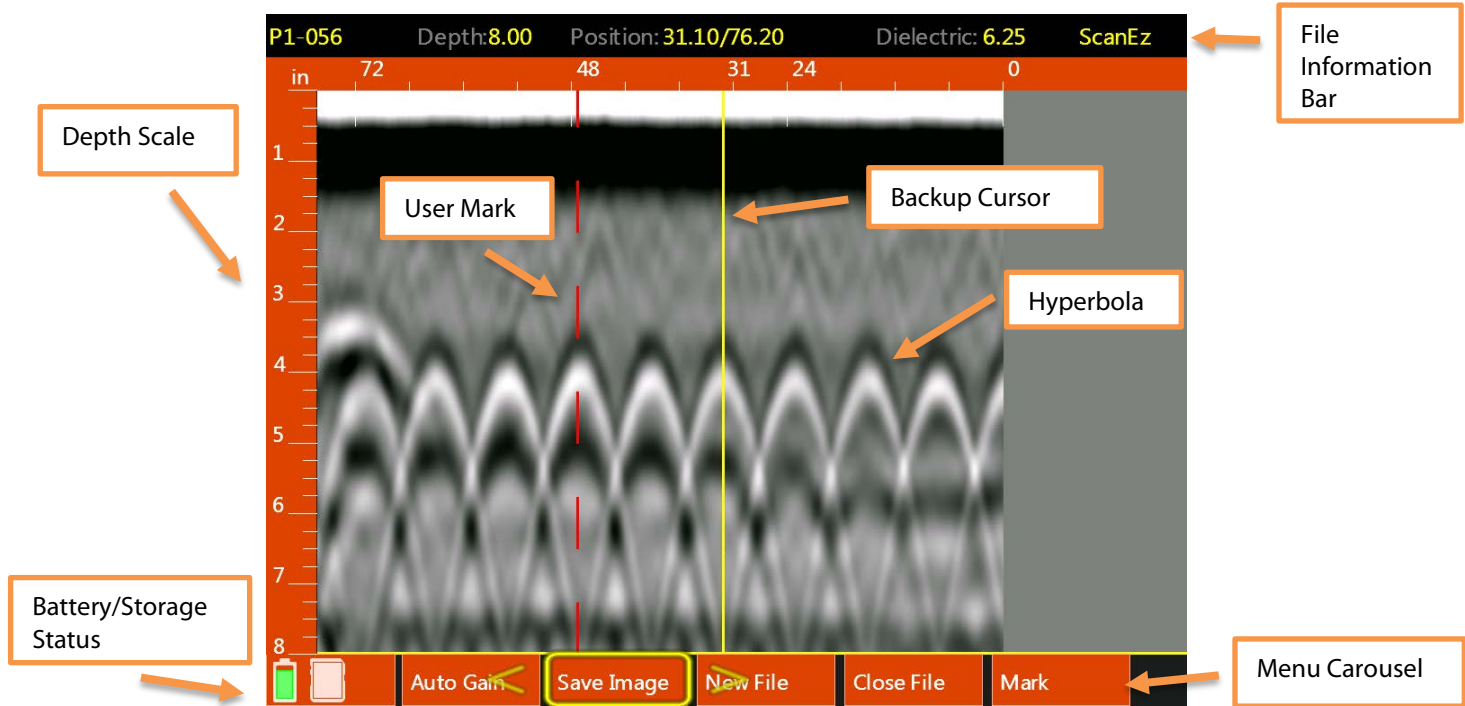 P1-056 Depth:8.00 Position: 31.10/76.20 Dielectric: 6.25 ScanEz
File
Information
Bar
in 72 48 31 24 0
Depth Scale
1
User Mark
Backup Cursor
2
3
Hyperbola
4
5
6
7
Battery/Storage
Status
8
Auto Gain < Save Image > New File Close File Mark
Menu Carousel